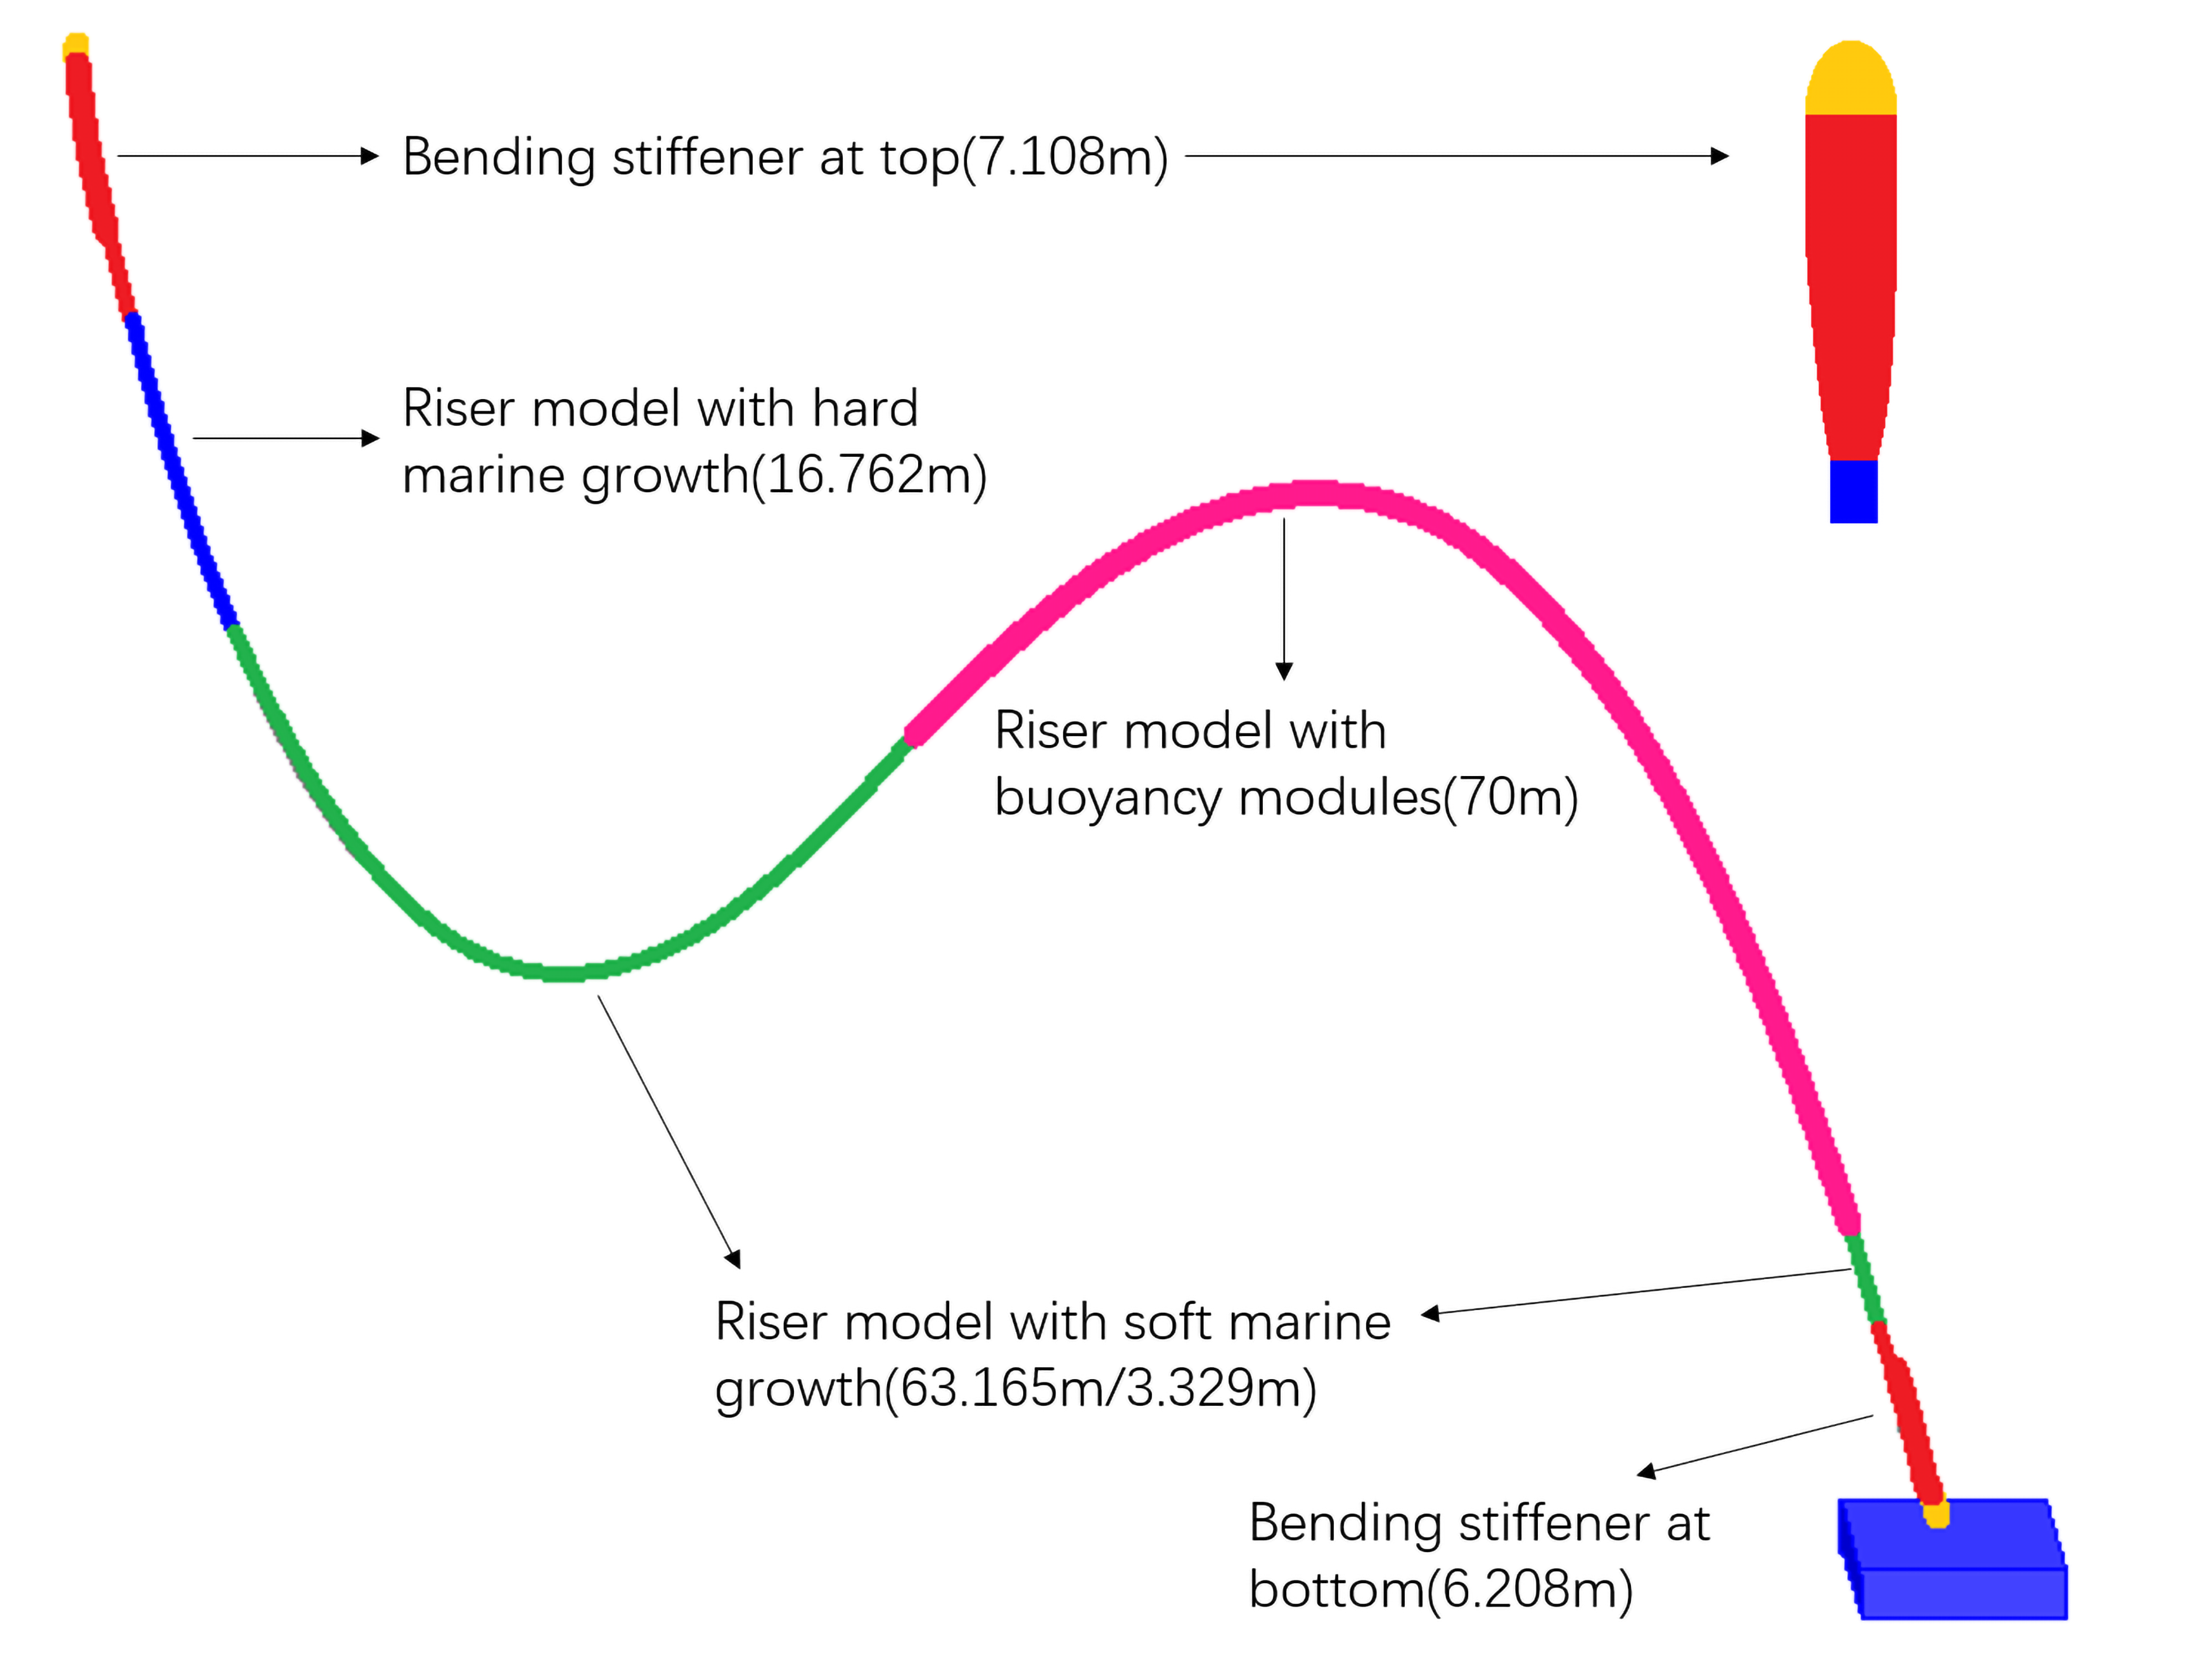 Bending stiffener at top(7.108m)
Riser model with hard
marine growth(16.762m)
Riser model with
buoyancy modules(70m)
Riser model with soft marine
growth(63.165m/3.329m)
Bending stiffener at
bottom(6.208m)